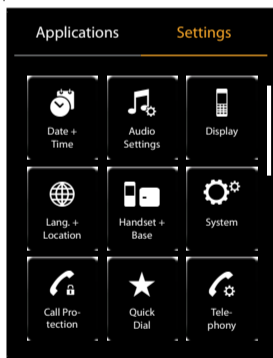 Applications Settings
Date + Audio Display
Time Settings
Lang. + Handset + System
Location Base
Call Pro- Quick Tele-
tection Dial phony